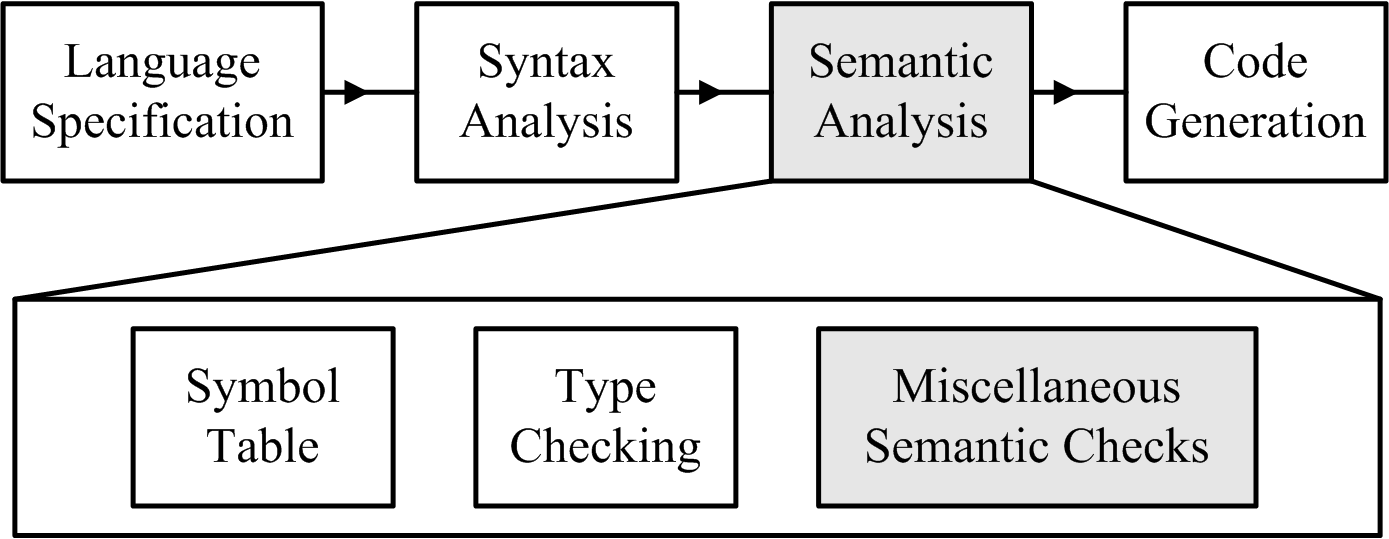 Language
Specification
Syntax
Analysis
Semantic
Analysis
Code
Generation
Symbol
Table
Type
Checking
Miscellaneous
Semantic Checks